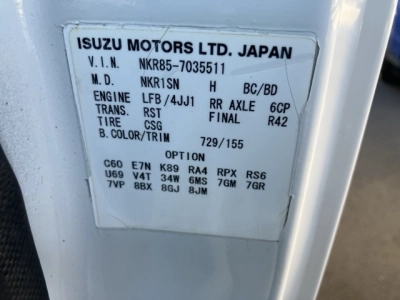 ISUZU MOTORS LTD. JAPAN
V.I.N. NKR85-7035511
M.D. NKR1SN H BC/BD
ENGINE LFB/4JJ1 RR AXLE 6CP
TRANS. RST FINAL R42
TIRE CSG
B.COLOR/TRIM 729/155
OPTION
C60 E7N K89 RA4 RPX RS6
U69 V4T 34W 6MS 7GM 7GR
7VP 8BX 8GJ 8JM